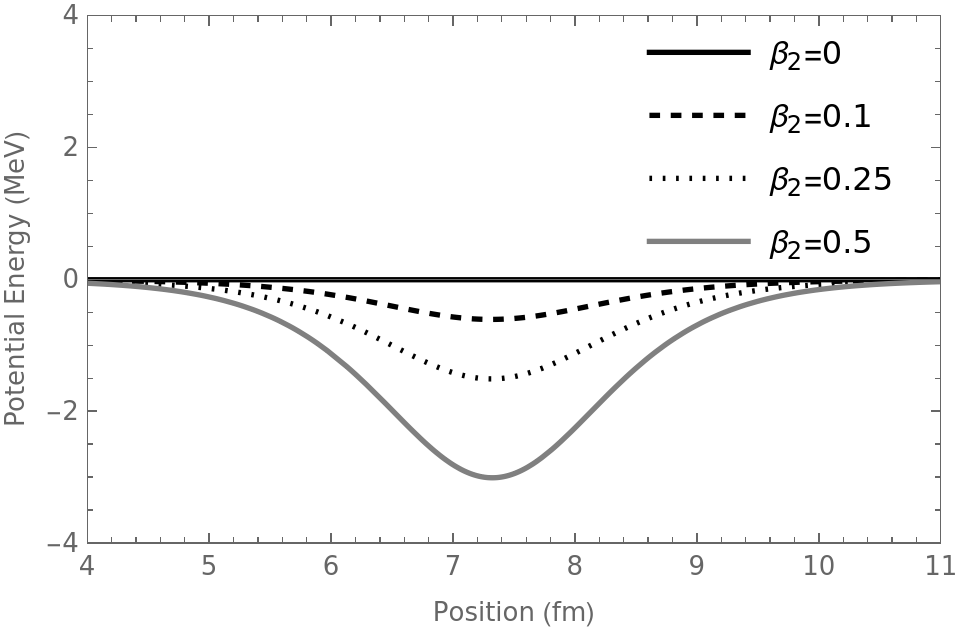 4
2
0
−2
−4
Potential Energy (MeV)
β₂=0
β₂=0.1
β₂=0.25
β₂=0.5
4 5 6 7 8 9 10 11
Position (fm)